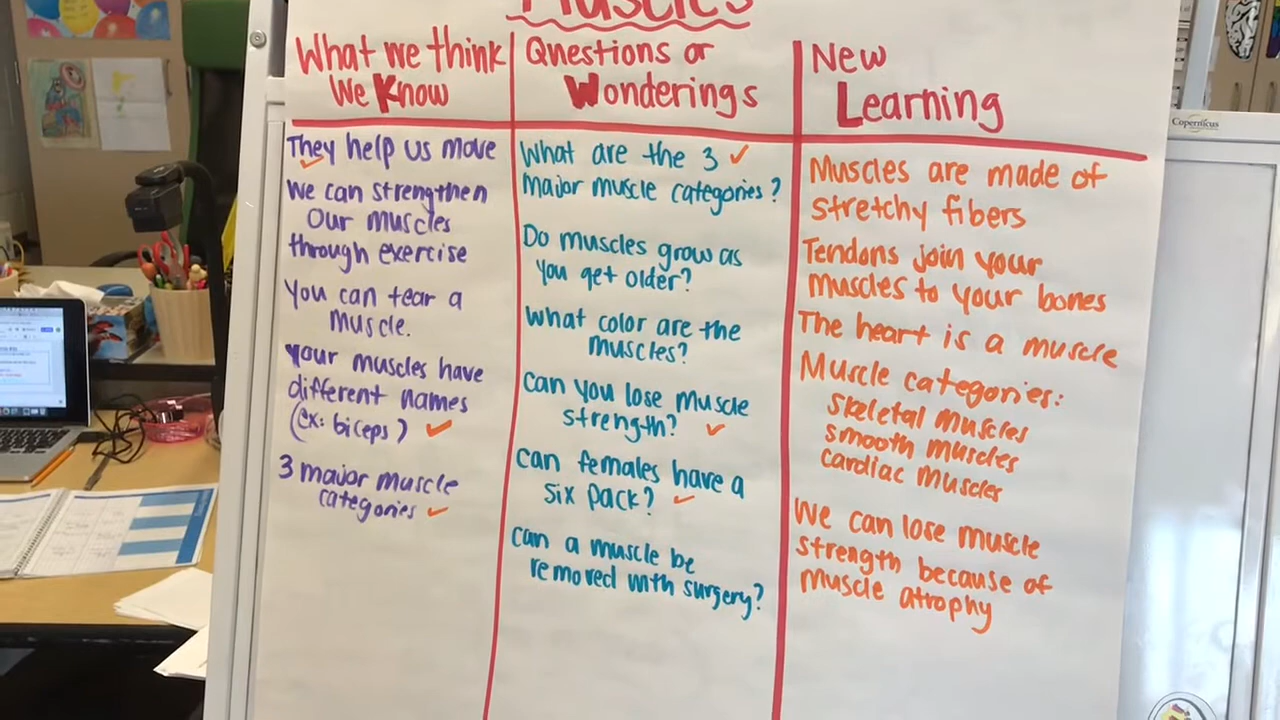 Muscles
What we think
We Know
They help us move
We can strengthen
Our muscles
through exercise
You can tear a
muscle.
Your muscles have
different names
(ex: biceps)
3 major muscle
categories
Questions or
Wonderings
What are the 3
major muscle categories?
Do muscles grow as
you get older?
What color are the
muscles?
Can you lose muscle
strength?
Can females have a
six pack?
Can a muscle be
removed with surgery?
New
Learning
Muscles are made of
stretchy fibers
Tendons join your
muscles to your bones
The heart is a muscle
Muscle categories:
Skeletal Muscles
smooth muscles
cardiac Muscles
We can lose muscle
strength because of
muscle atrophy
Copernicus